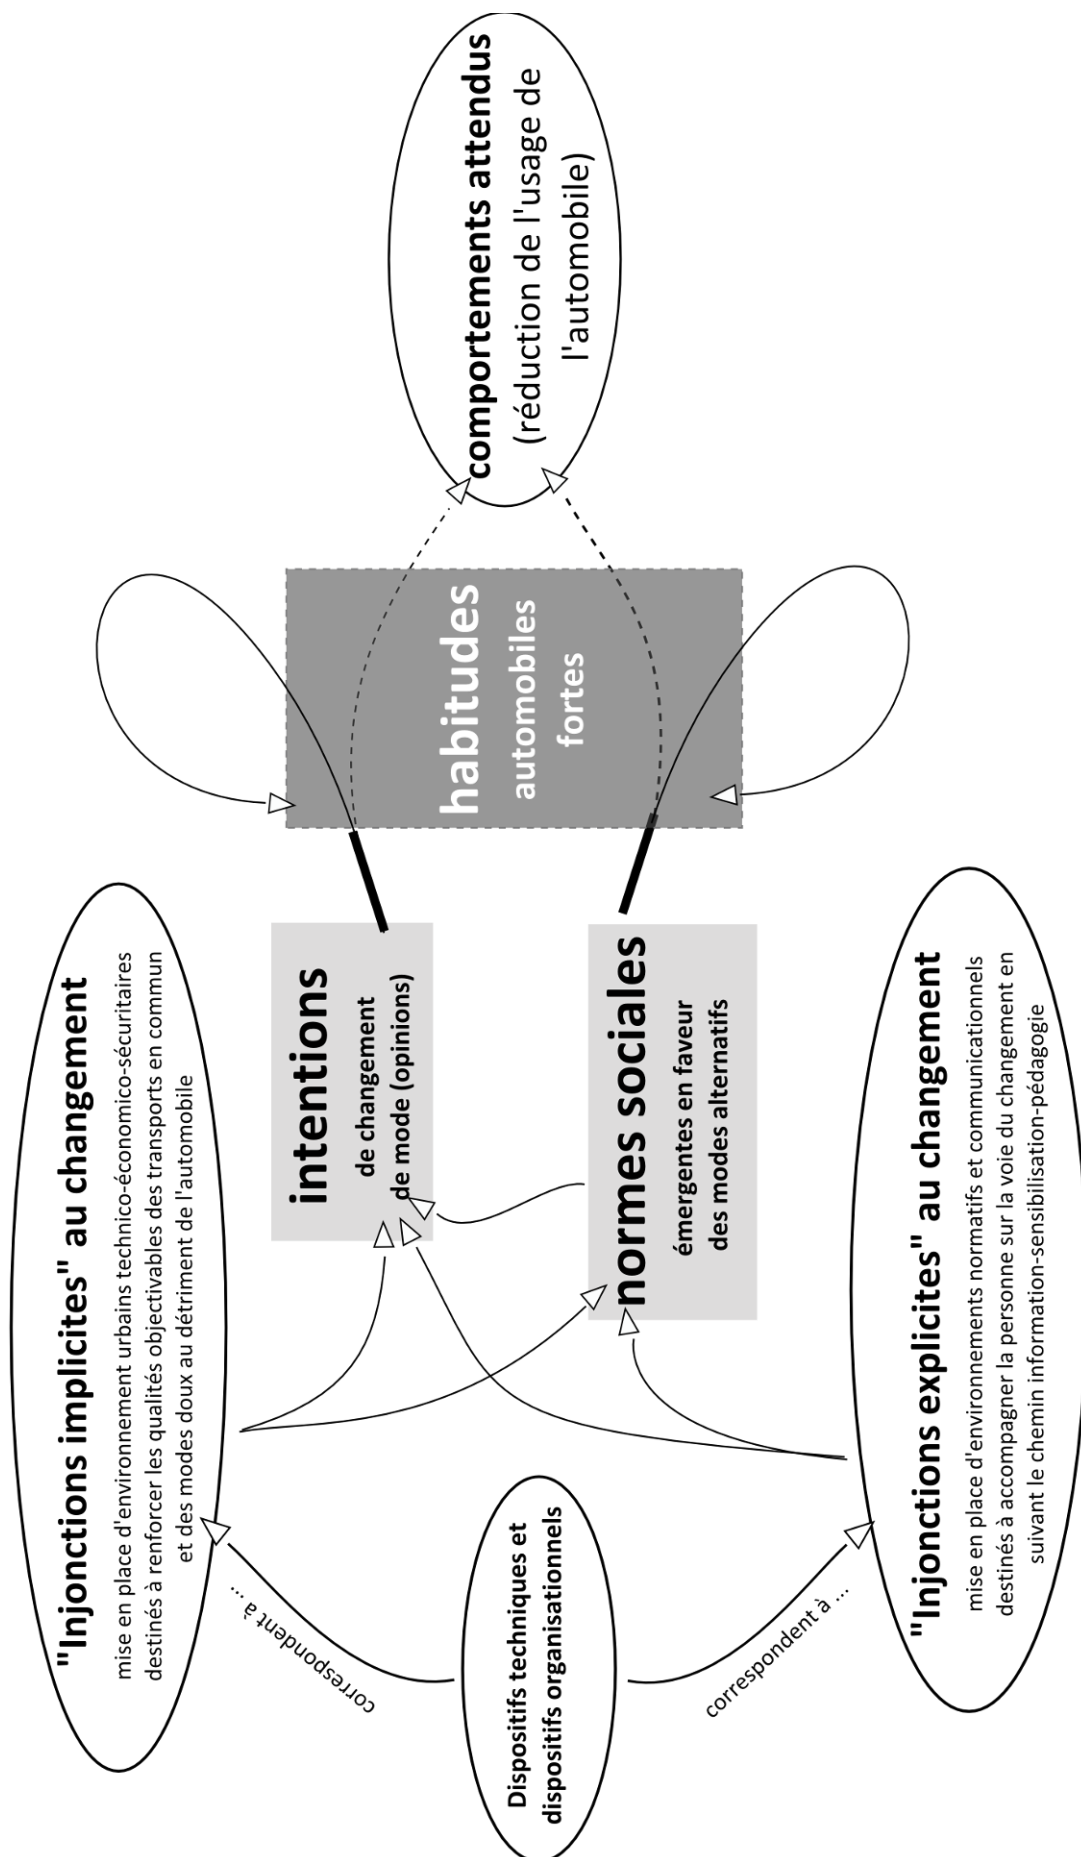 "Injonctions implicites" au changement
mise en place d'environnement urbains technico-économico-sécuritaires
destinés à renforcer les qualités objectivables des transports en commun
et des modes doux au détriment de l'automobile
correspondent à ...
Dispositifs techniques et
dispositifs organisationnels
correspondent à ...
intentions
de changement
de mode (opinions)
normes sociales
émergentes en faveur
des modes alternatifs
habitudes
automobiles
fortes
comportements attendus
(réduction de l'usage de
l'automobile)
"Injonctions explicites" au changement
mise en place d'environnements normatifs et communicationnels
destinés à accompagner la personne sur la voie du changement en
suivant le chemin information-sensibilisation-pédagogie